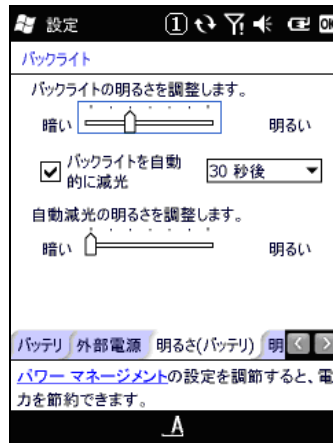 設定
OK
バックライト
バックライトの明るさを調整します。
暗い 明るい
バックライトを自動 30 秒後
的に減光
自動減光の明るさを調整します。
暗い 明るい
バッテリ 外部電源 明るさ(バッテリ) 明
パワー マネージメントの設定を調節すると、電
力を節約できます。
A